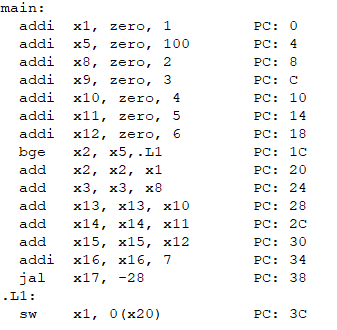 main:
addi x1, zero, 1 PC: 0
addi x5, zero, 100 PC: 4
addi x8, zero, 2 PC: 8
addi x9, zero, 3 PC: C
addi x10, zero, 4 PC: 10
addi x11, zero, 5 PC: 14
addi x12, zero, 6 PC: 18
bge x2, x5,.L1 PC: 1C
add x2, x2, x1 PC: 20
add x3, x3, x8 PC: 24
add x13, x13, x10 PC: 28
add x14, x14, x11 PC: 2C
add x15, x15, x12 PC: 30
addi x16, x16, 7 PC: 34
jal x17, -28 PC: 38
.L1:
sw x1, 0(x20) PC: 3C